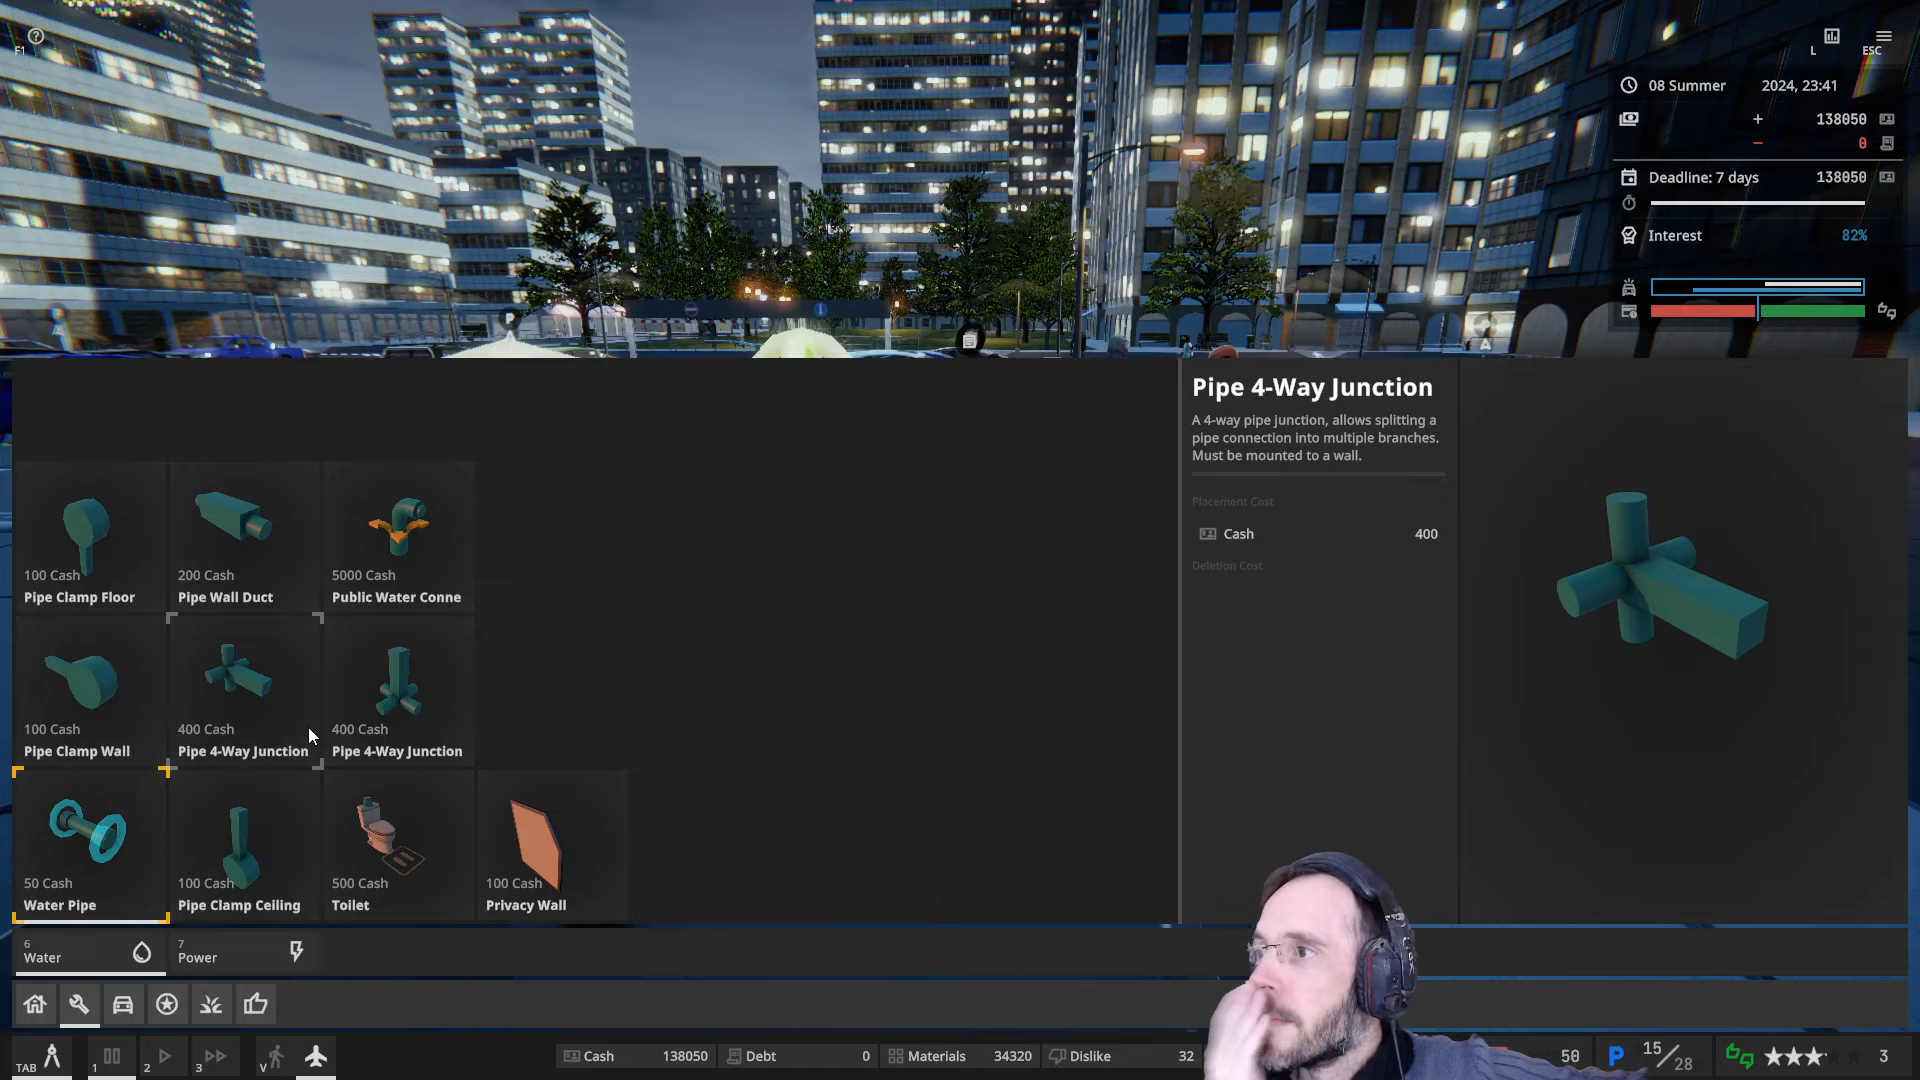 F1
L
ESC
08 Summer 2024, 23:41
+ 138050
− 0
Deadline: 7 days 138050
Interest 82%
P
A
A
Pipe 4-Way Junction
A 4-way pipe junction, allows splitting a
pipe connection into multiple branches.
Must be mounted to a wall.
Placement Cost
Cash 400
Deletion Cost
100 Cash
Pipe Clamp Floor
200 Cash
Pipe Wall Duct
5000 Cash
Public Water Conne
100 Cash
Pipe Clamp Wall
400 Cash
Pipe 4-Way Junction
400 Cash
Pipe 4-Way Junction
50 Cash
Water Pipe
100 Cash
Pipe Clamp Ceiling
500 Cash
Toilet
100 Cash
Privacy Wall
6
Water
7
Power
TAB
1
2
3
V
Cash 138050
Debt 0
Materials 34320
Dislike 32
50
P 15/28
3